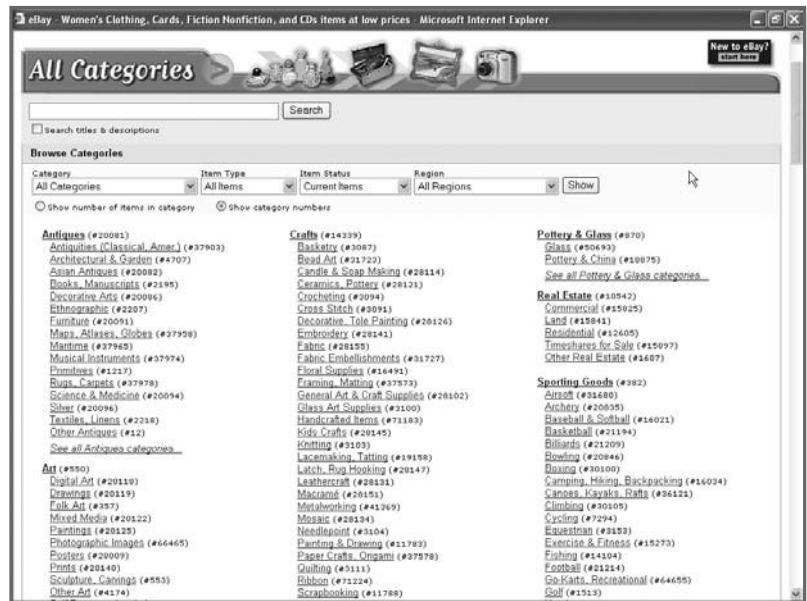 eBay - Women's Clothing, Cards, Fiction Nonfiction, and CDs items at low prices - Microsoft Internet Explorer
All Categories
New to eBay?
start here
Search
Search titles & descriptions
Browse Categories
Category
Item Type
Item Status
Region
All Categories
All Items
Current Items
All Regions
Show
Show number of items in category
Show category numbers
Antiques (#20081)
Antiquities (Classical, Amer.) (#37903)
Architectural & Garden (#4707)
Asian Antiques (#20082)
Books, Manuscripts (#2195)
Decorative Arts (#20086)
Ethnographic (#2207)
Furniture (#20091)
Maps, Atlases, Globes (#37958)
Maritime (#37965)
Musical Instruments (#37974)
Primitives (#1217)
Rugs, Carpets (#37978)
Science & Medicine (#20094)
Silver (#20096)
Textiles, Linens (#2218)
Other Antiques (#12)
See all Antiques categories...
Art (#550)
Digital Art (#20118)
Drawings (#20119)
Folk Art (#357)
Mixed Media (#20122)
Paintings (#20125)
Photographic Images (#66465)
Posters (#20009)
Prints (#20140)
Sculpture, Carvings (#553)
Other Art (#4174)
Crafts (#14339)
Basketry (#3087)
Bead Art (#31723)
Candle & Soap Making (#28114)
Ceramics, Pottery (#28121)
Crocheting (#3094)
Cross Stitch (#3091)
Decorative, Tole Painting (#28126)
Embroidery (#28141)
Fabric (#28155)
Fabric Embellishments (#31727)
Floral Supplies (#16491)
Framing, Matting (#37573)
General Art & Craft Supplies (#28102)
Glass Art Supplies (#3100)
Handcrafted Items (#71183)
Kids Crafts (#28145)
Knitting (#3103)
Lacemaking, Tatting (#19158)
Latch, Rug Hooking (#28147)
Leathercraft (#28131)
Macramé (#28151)
Metalworking (#41369)
Mosaic (#28134)
Needlepoint (#3104)
Painting & Drawing (#11783)
Paper Crafts, Origami (#37578)
Quilting (#3111)
Ribbon (#71224)
Scrapbooking (#11788)
Pottery & Glass (#870)
Glass (#50693)
Pottery & China (#18875)
See all Pottery & Glass categories...
Real Estate (#10542)
Commercial (#15825)
Land (#15841)
Residential (#12605)
Timeshares for Sale (#15897)
Other Real Estate (#1607)
Sporting Goods (#382)
Airsoft (#31680)
Archery (#20835)
Baseball & Softball (#16021)
Basketball (#21194)
Billiards (#21209)
Bowling (#20846)
Boxing (#30100)
Camping, Hiking, Backpacking (#16034)
Canoes, Kayaks, Rafts (#36121)
Climbing (#30105)
Cycling (#7294)
Equestrian (#3153)
Exercise & Fitness (#15273)
Fishing (#14104)
Football (#21214)
Go-Karts, Recreational (#64655)
Golf (#1513)